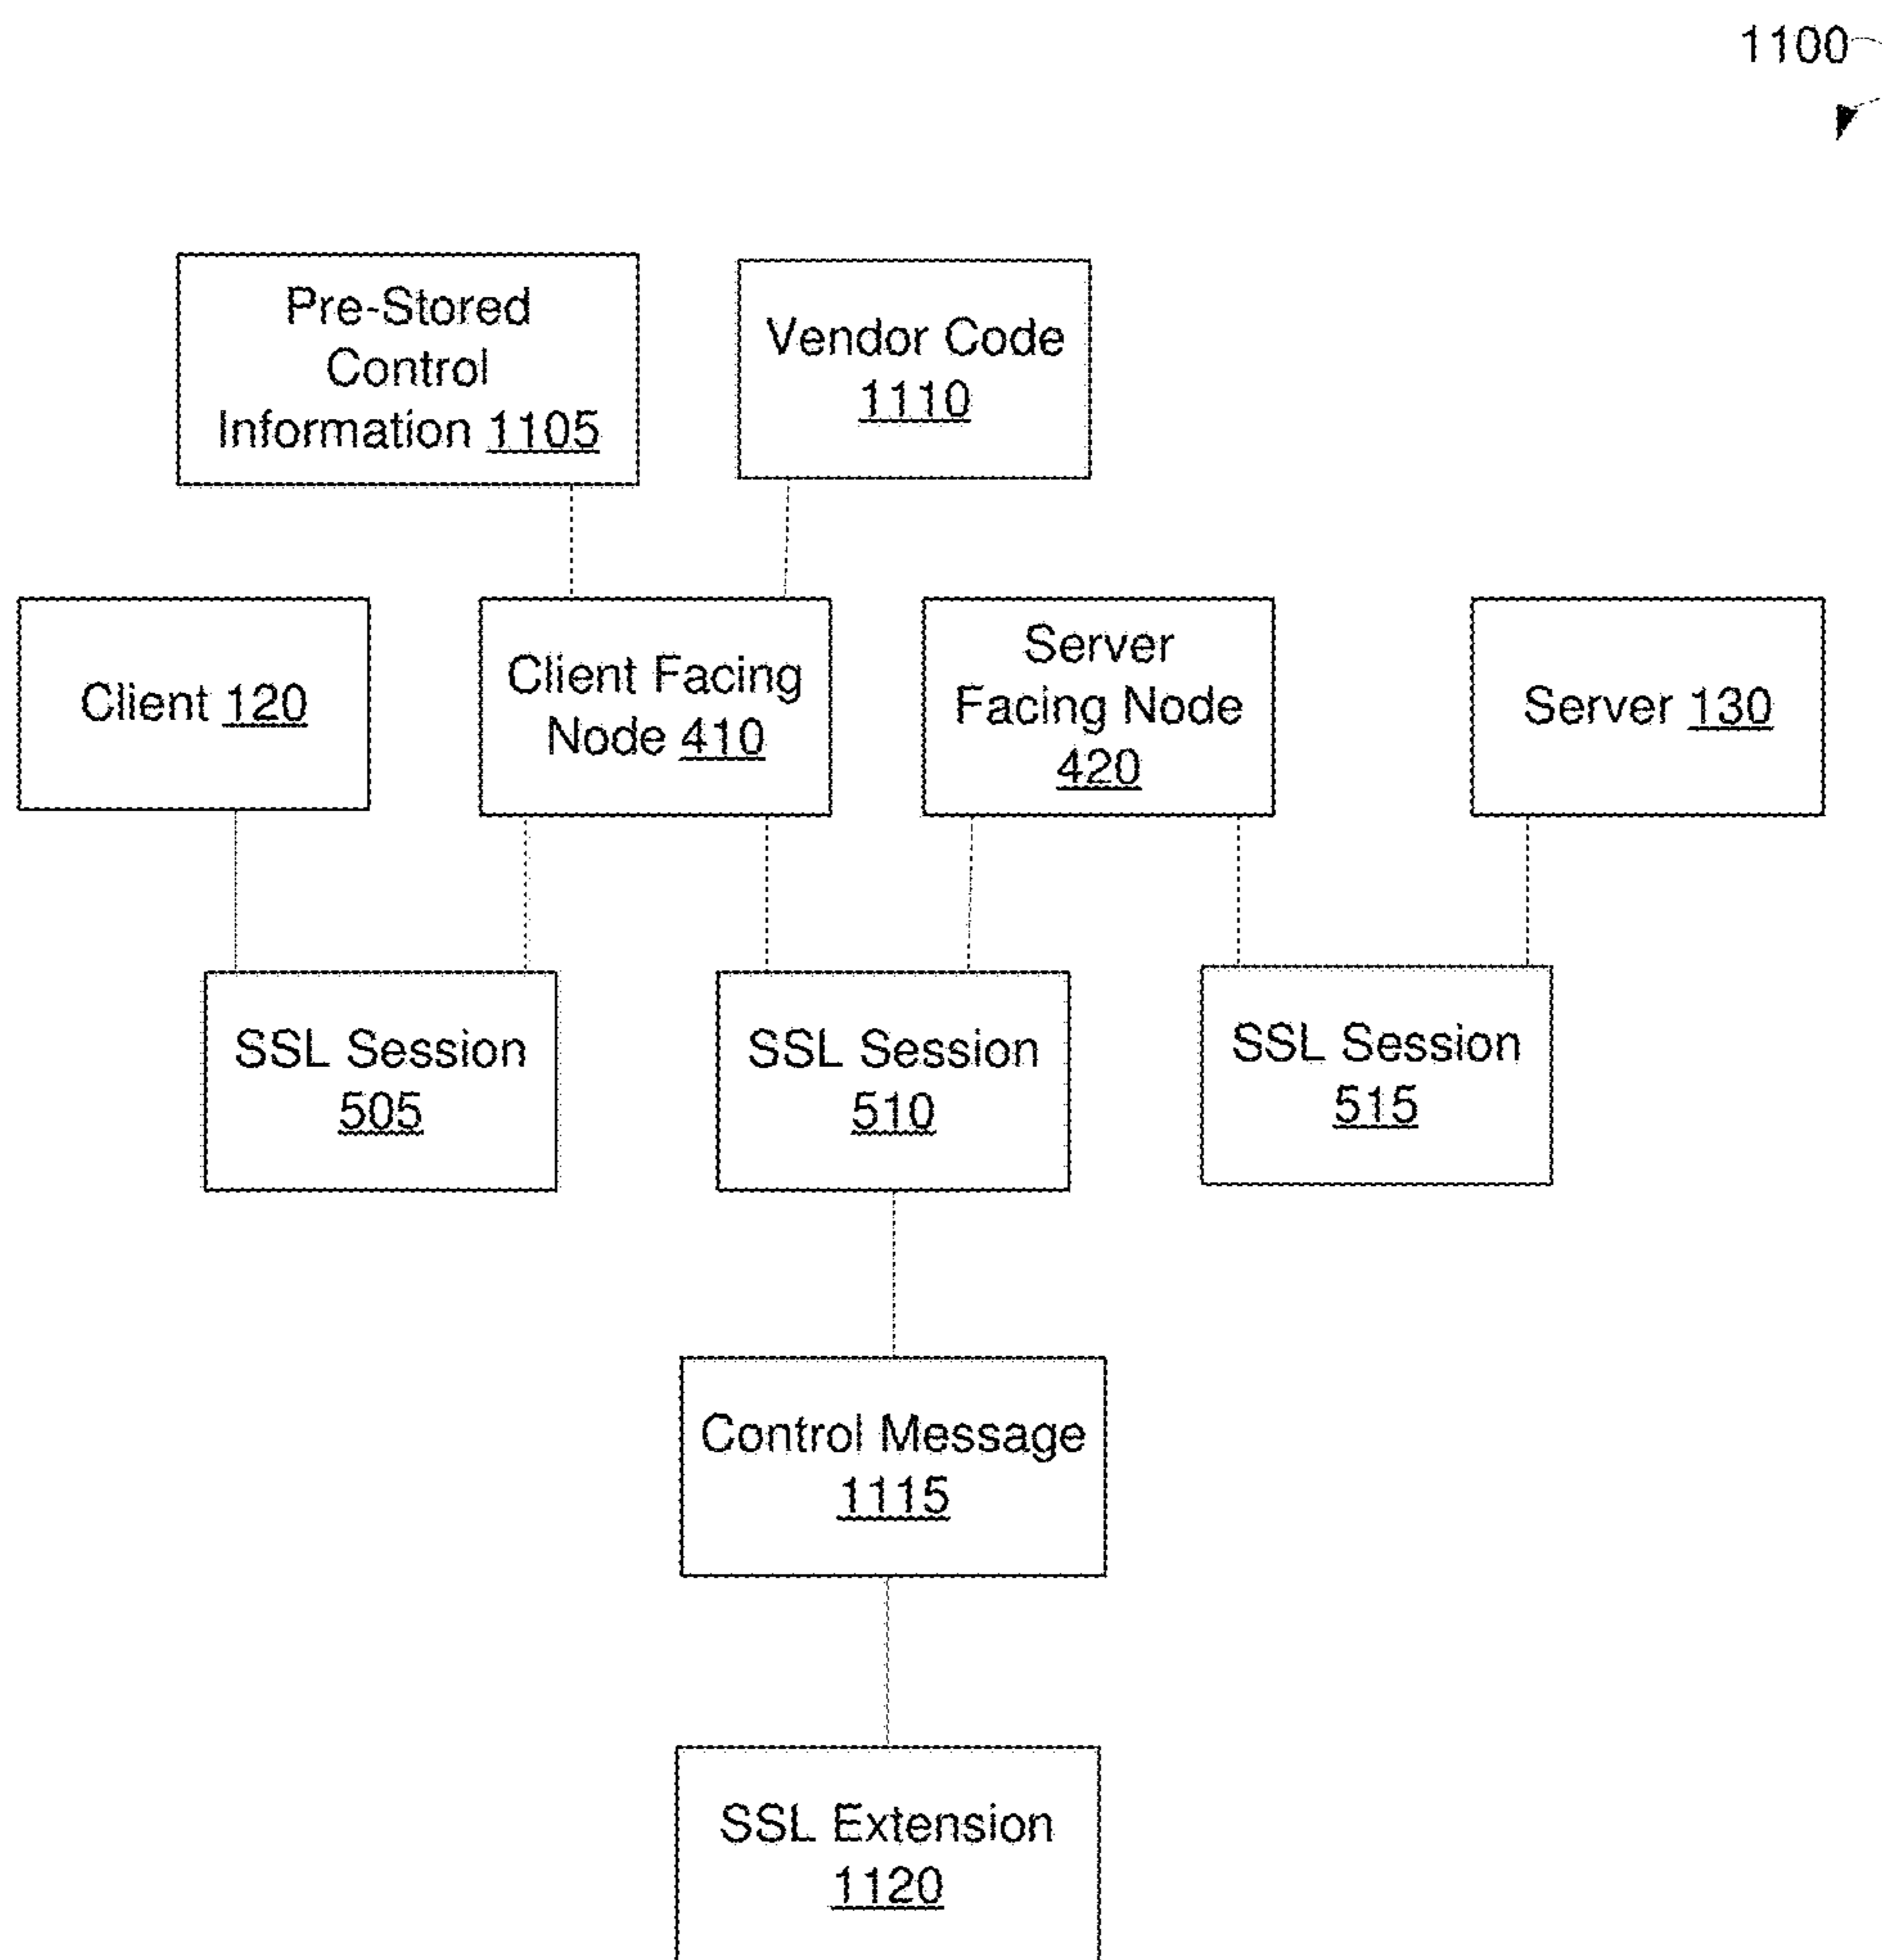 1100
Pre-Stored
Control
Information 1105
Vendor Code
1110
Client 120
Client Facing
Node 410
Server
Facing Node
420
Server 130
SSL Session
505
SSL Session
510
SSL Session
515
Control Message
1115
SSL Extension
1120